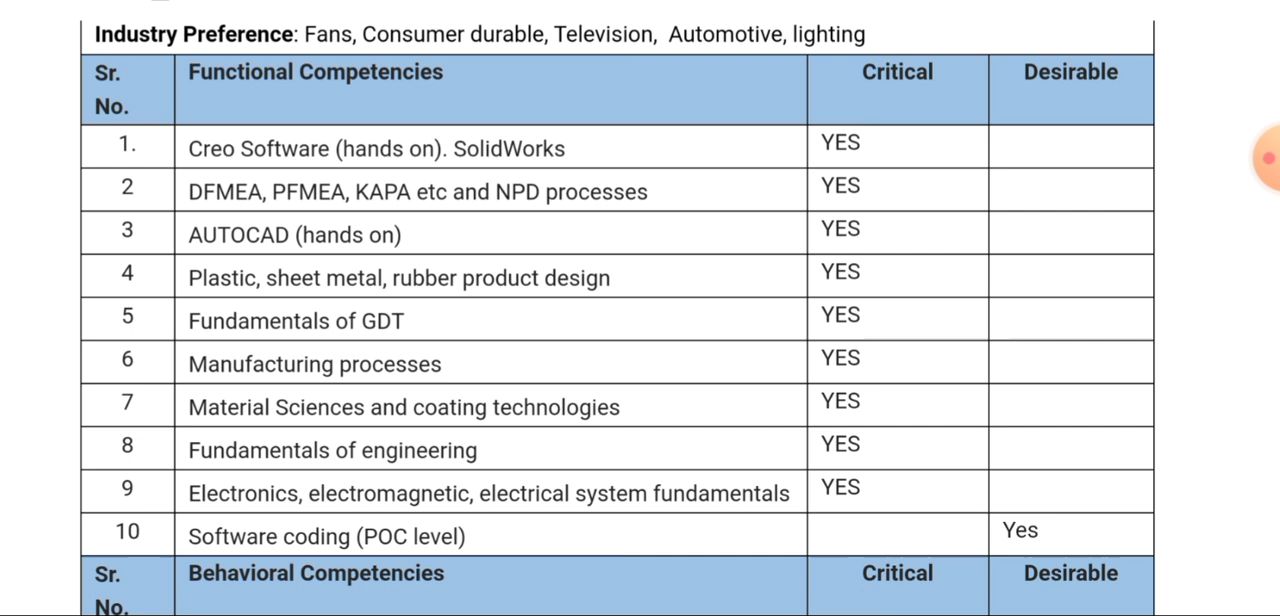 Industry Preference: Fans, Consumer durable, Television, Automotive, lighting
Sr. No. Functional Competencies Critical Desirable
1. Creo Software (hands on). SolidWorks YES
2 DFMEA, PFMEA, KAPA etc and NPD processes YES
3 AUTOCAD (hands on) YES
4 Plastic, sheet metal, rubber product design YES
5 Fundamentals of GDT YES
6 Manufacturing processes YES
7 Material Sciences and coating technologies YES
8 Fundamentals of engineering YES
9 Electronics, electromagnetic, electrical system fundamentals YES
10 Software coding (POC level) Yes
Sr. No. Behavioral Competencies Critical Desirable